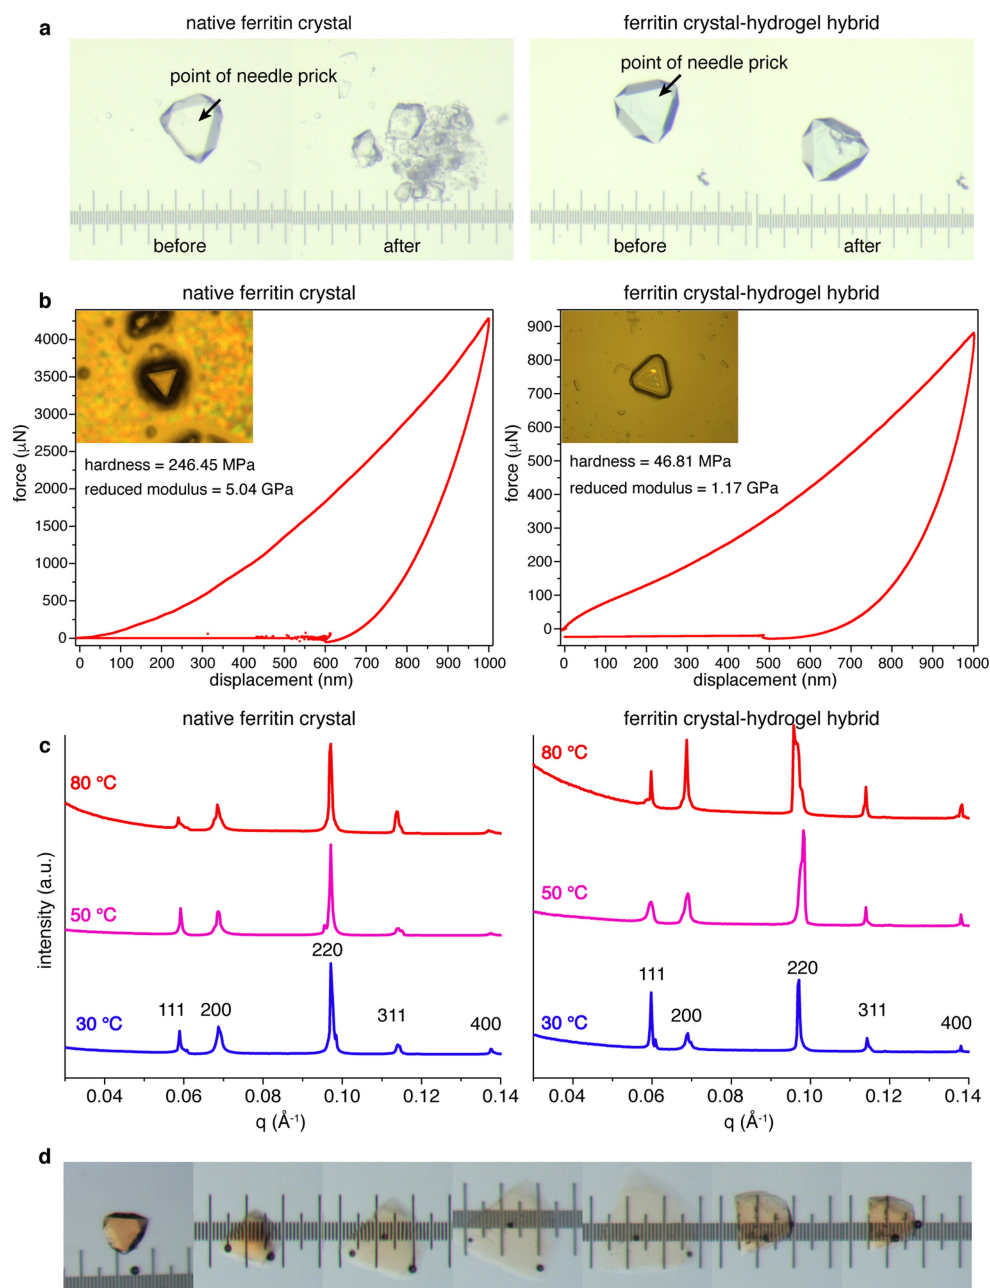 a
native ferritin crystal
ferritin crystal-hydrogel hybrid
point of needle prick
point of needle prick
before
after
before
after
b
native ferritin crystal
ferritin crystal-hydrogel hybrid
force (μN)
4000
3500
3000
2500
2000
1500
1000
500
0
hardness = 246.45 MPa
reduced modulus = 5.04 GPa
0 100 200 300 400 500 600 700 800 900 1000
displacement (nm)
force (μN)
900
800
700
600
500
400
300
200
100
0
hardness = 46.81 MPa
reduced modulus = 1.17 GPa
0 100 200 300 400 500 600 700 800 900 1000
displacement (nm)
c
native ferritin crystal
ferritin crystal-hydrogel hybrid
intensity (a.u.)
80 °C
50 °C
30 °C
111
200
220
311
400
0.04 0.06 0.08 0.10 0.12 0.14
q (Å-1)
80 °C
50 °C
30 °C
111
200
220
311
400
0.04 0.06 0.08 0.10 0.12 0.14
q (Å-1)
d